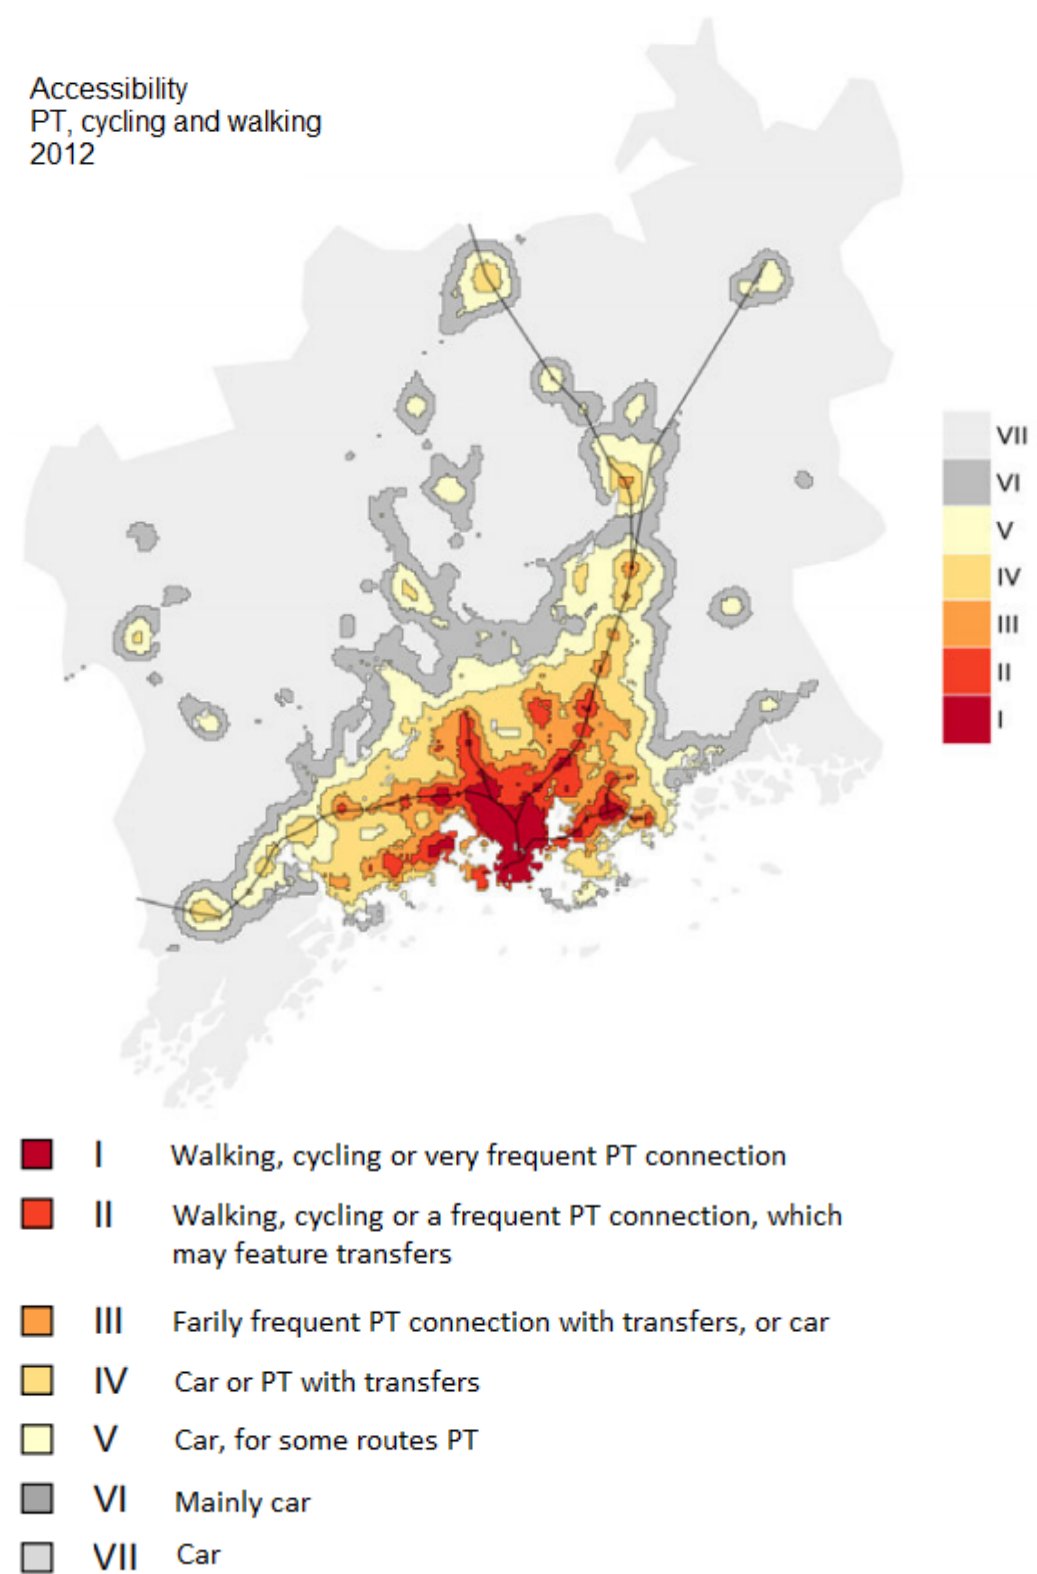 Accessibility
PT, cycling and walking
2012
VII
VI
V
IV
III
II
I
I Walking, cycling or very frequent PT connection
II Walking, cycling or a frequent PT connection, which
may feature transfers
III Farily frequent PT connection with transfers, or car
IV Car or PT with transfers
V Car, for some routes PT
VI Mainly car
VII Car